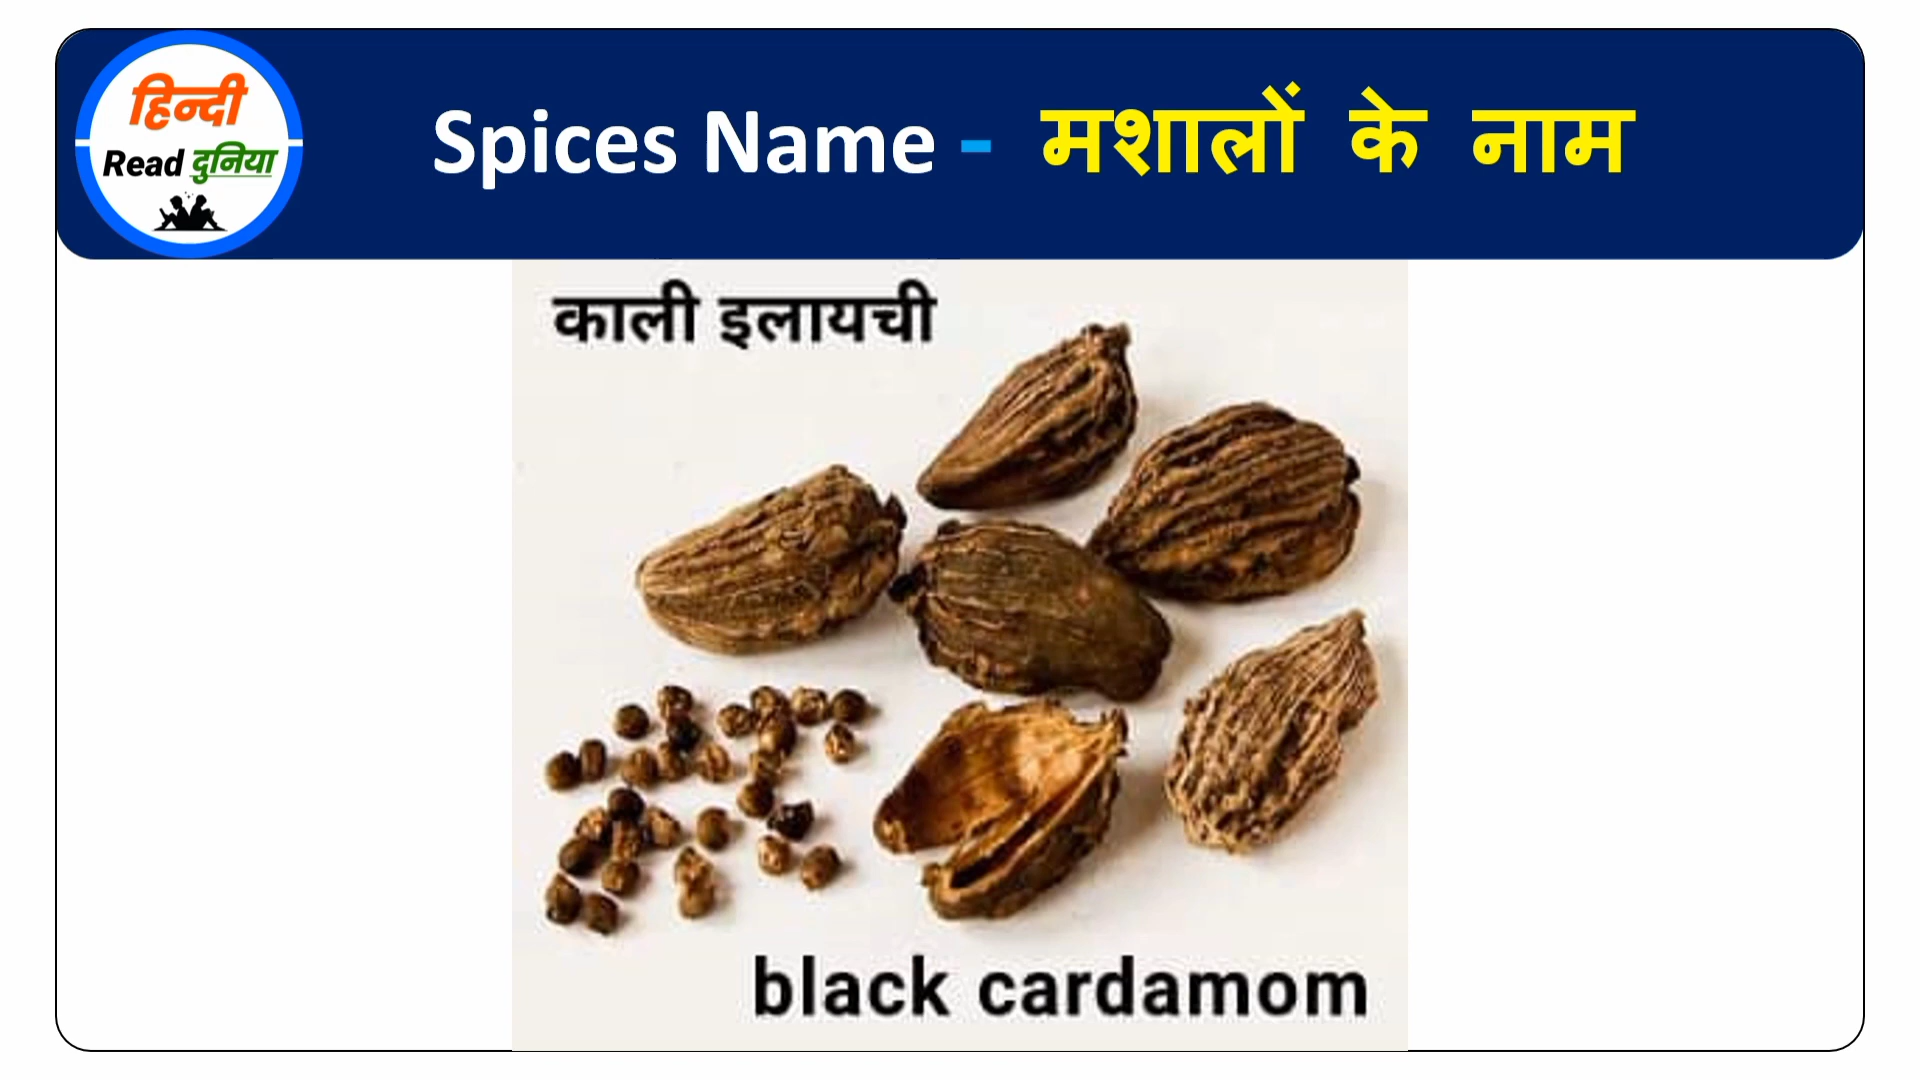 हिन्दी
Read दुनिया
Spices Name - मशालों के नाम
काली इलायची
black cardamom